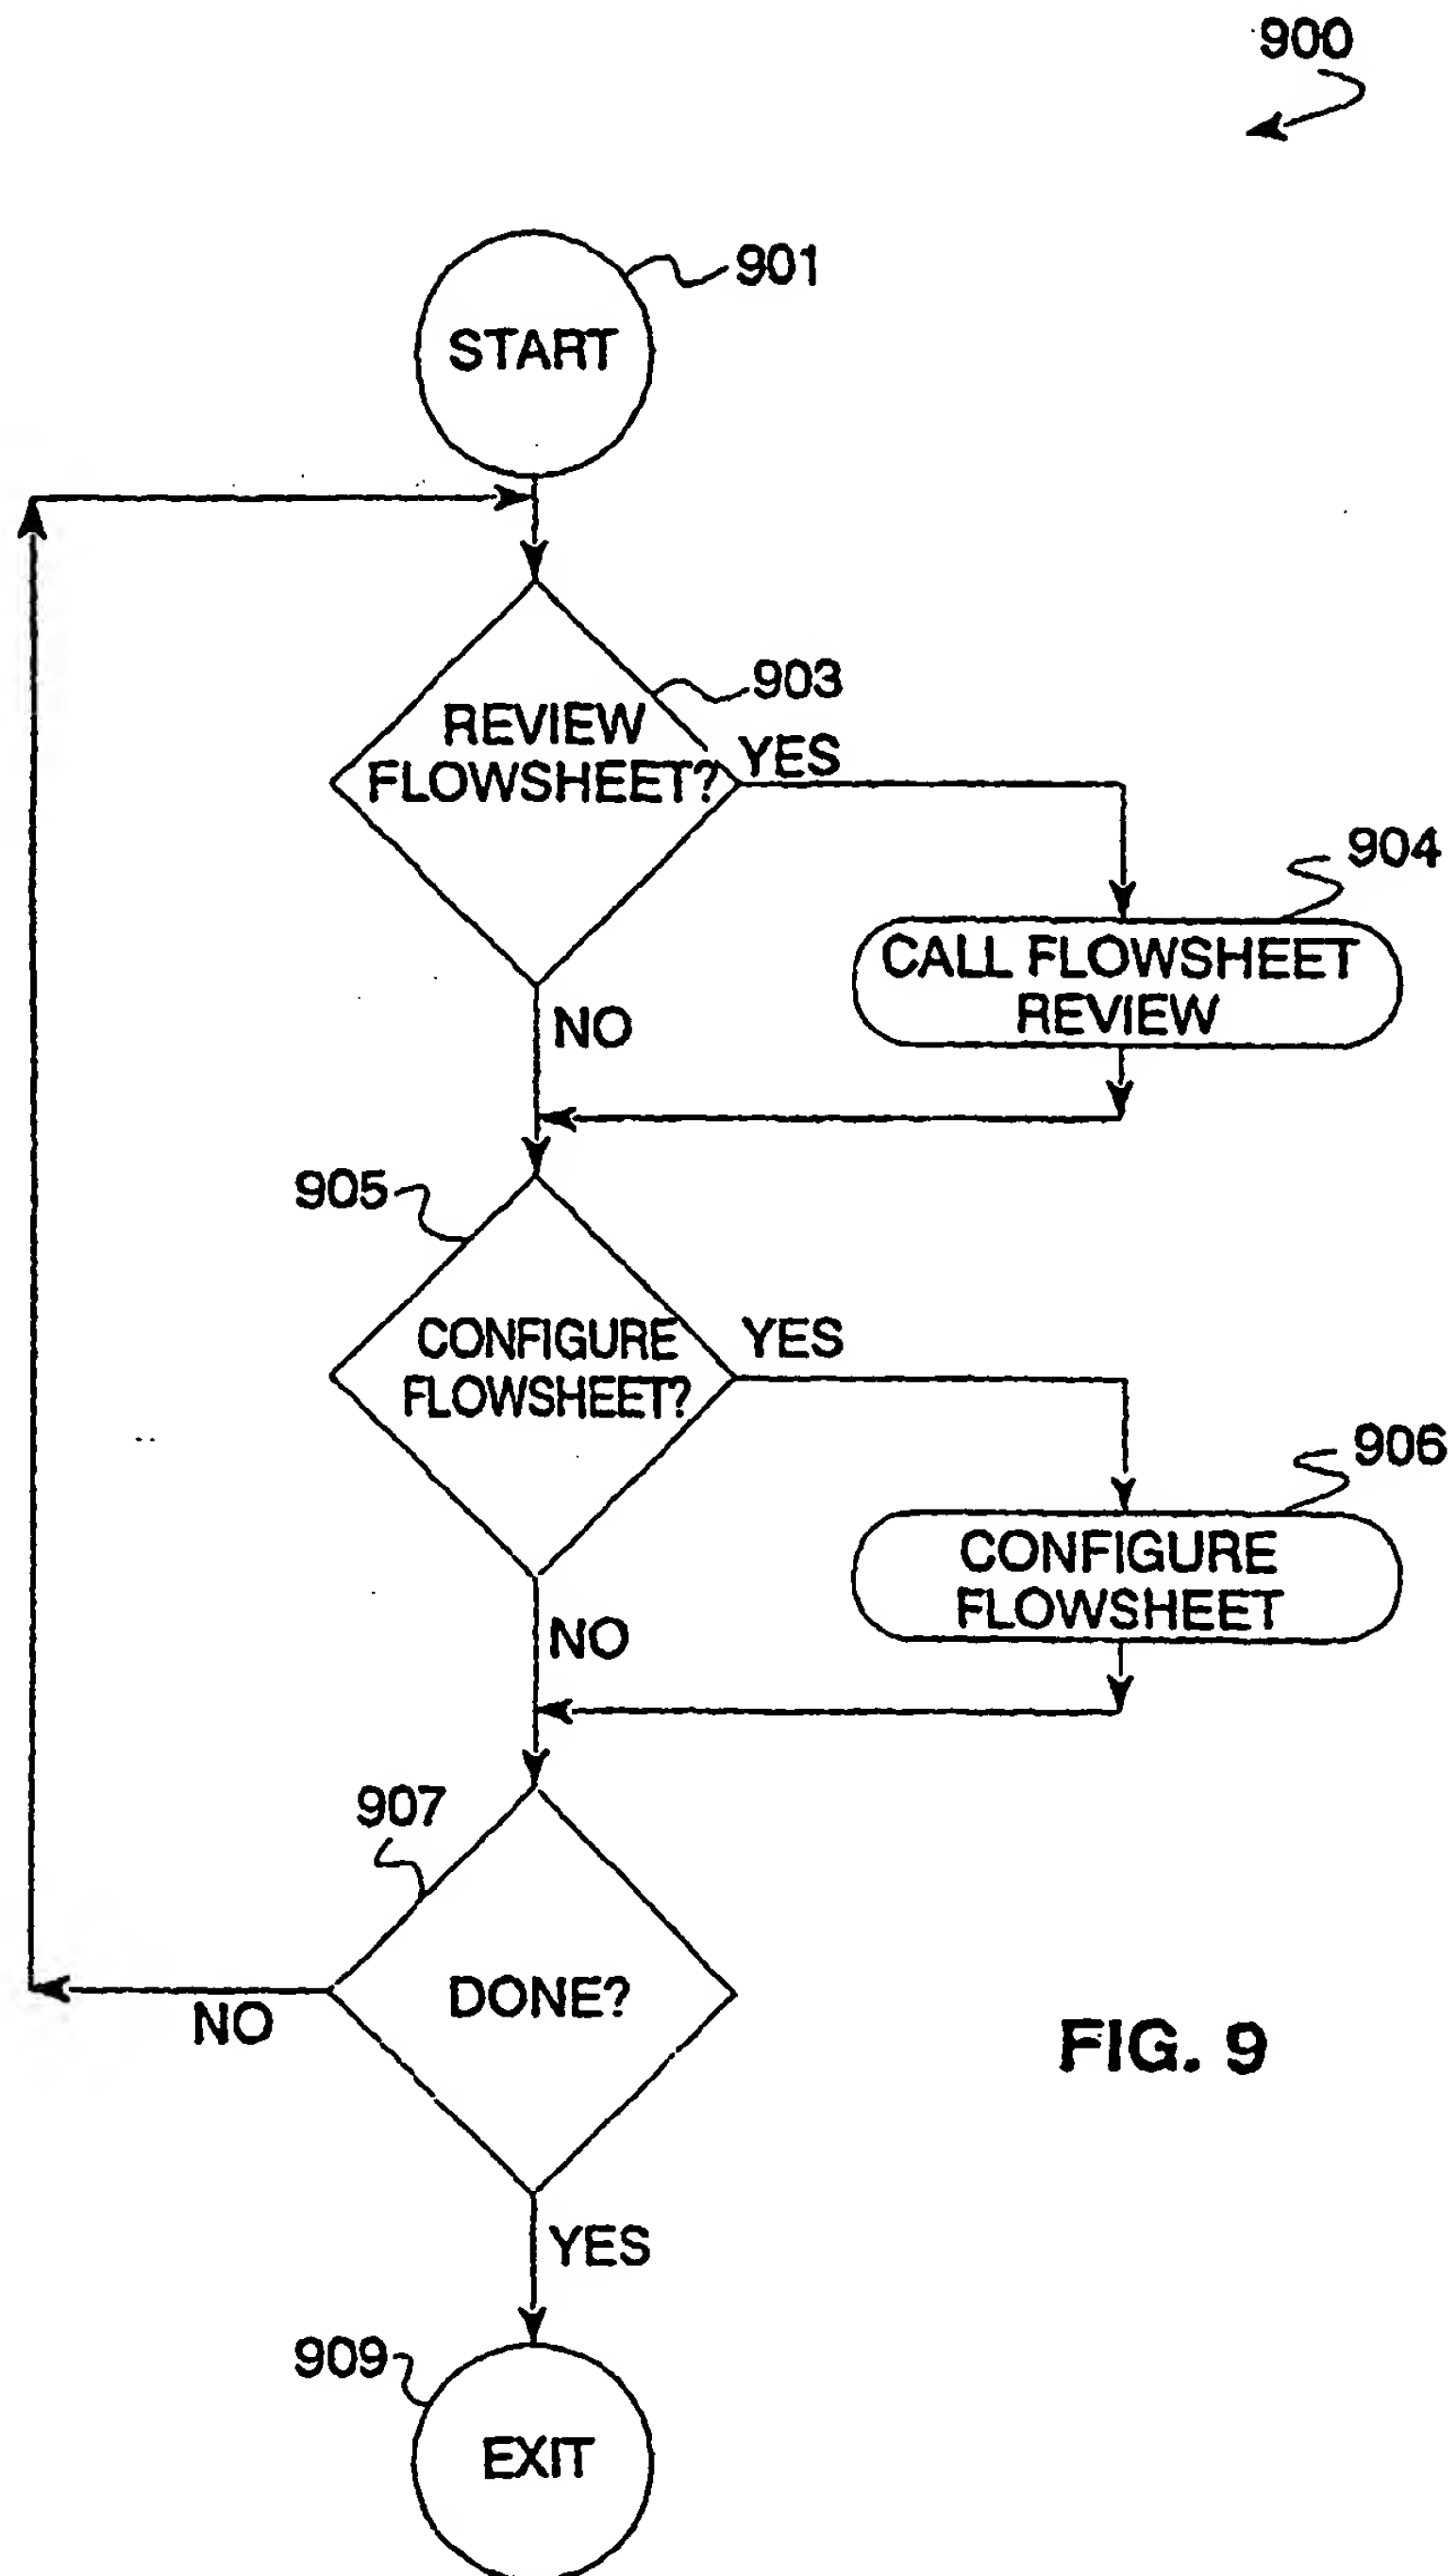 900
901
START
903
REVIEW
FLOWSHEET?
YES
904
CALL FLOWSHEET
REVIEW
NO
905
CONFIGURE
FLOWSHEET?
YES
906
CONFIGURE
FLOWSHEET
NO
907
DONE?
NO
FIG. 9
YES
909
EXIT